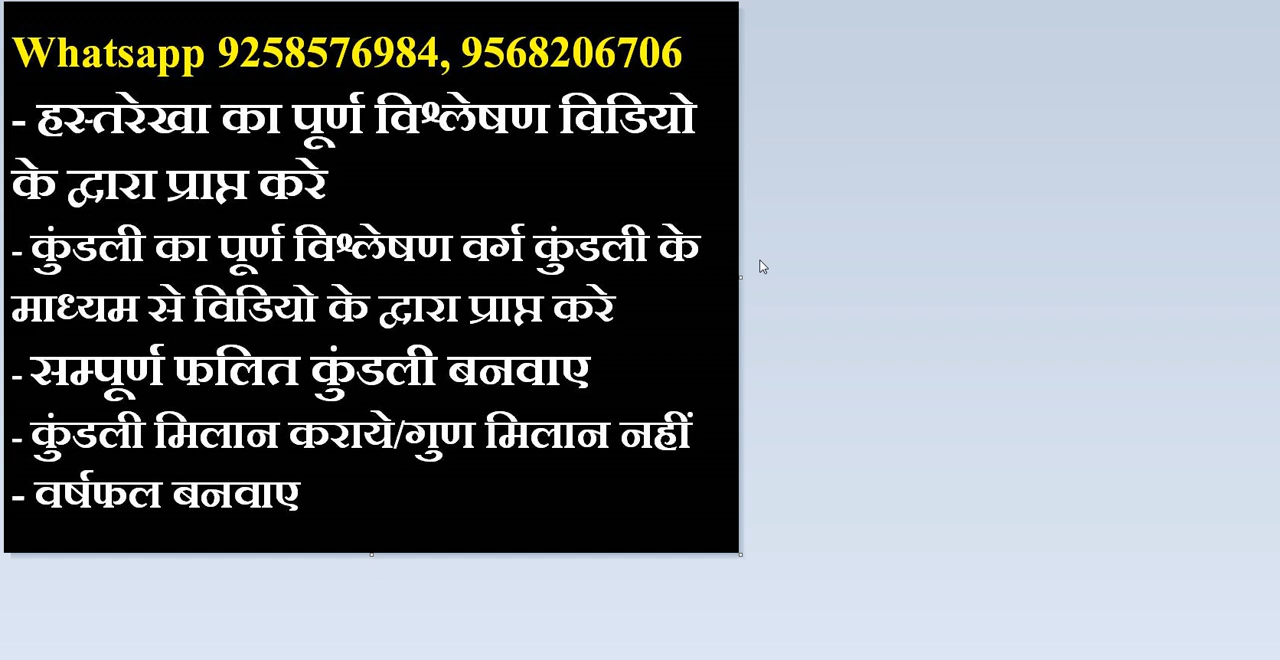 Whatsapp 9258576984, 9568206706
- हस्तरेखा का पूर्ण विश्लेषण विडियो
के द्वारा प्राप्त करे
- कुंडली का पूर्ण विश्लेषण वर्ग कुंडली के
माध्यम से विडियो के द्वारा प्राप्त करे
- सम्पूर्ण फलित कुंडली बनवाए
- कुंडली मिलान कराये/गुण मिलान नहीं
- वर्षफल बनवाए